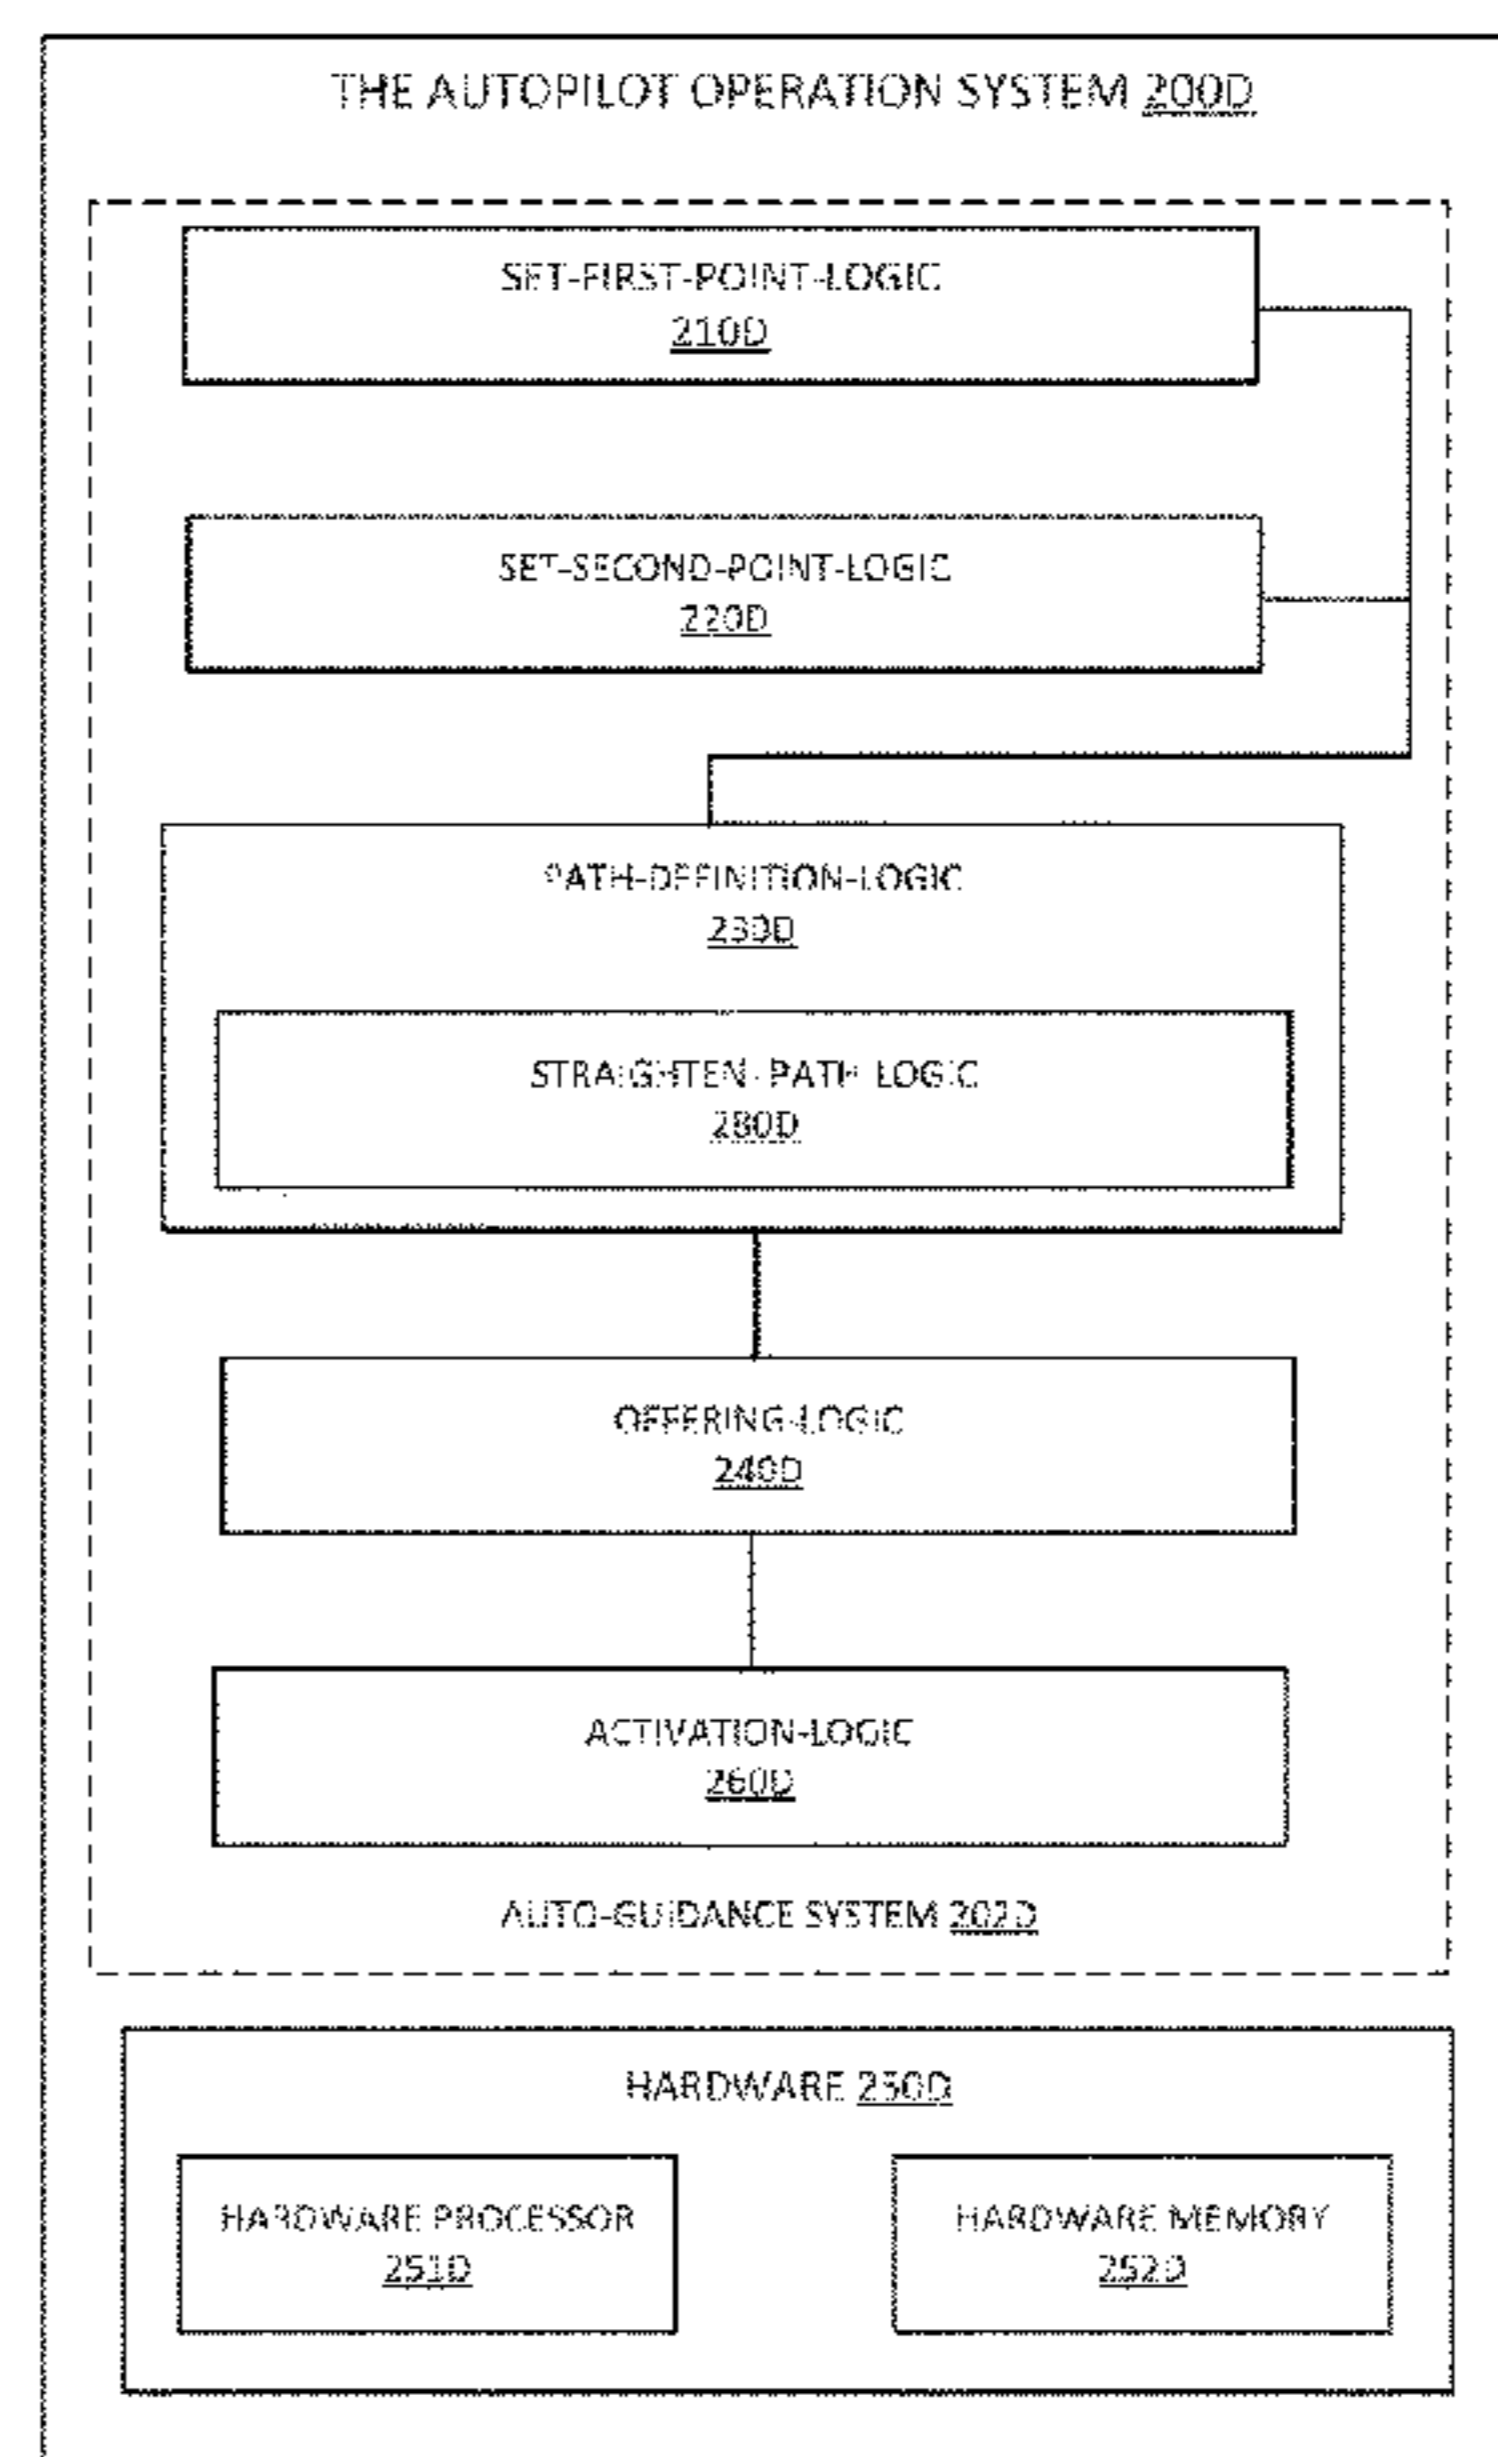 THE AUTOPILOT OPERATION SYSTEM 200D
SET-FIRST-POINT-LOGIC
210D
SET-SECOND-POINT-LOGIC
220D
PATH-DEFINITION-LOGIC
230D
STRAIGHTEN-PATH LOGIC
280D
OFFERING-LOGIC
240D
ACTIVATION-LOGIC
260D
AUTO-GUIDANCE SYSTEM 202D
HARDWARE 250D
HARDWARE PROCESSOR
251D
HARDWARE MEMORY
252D